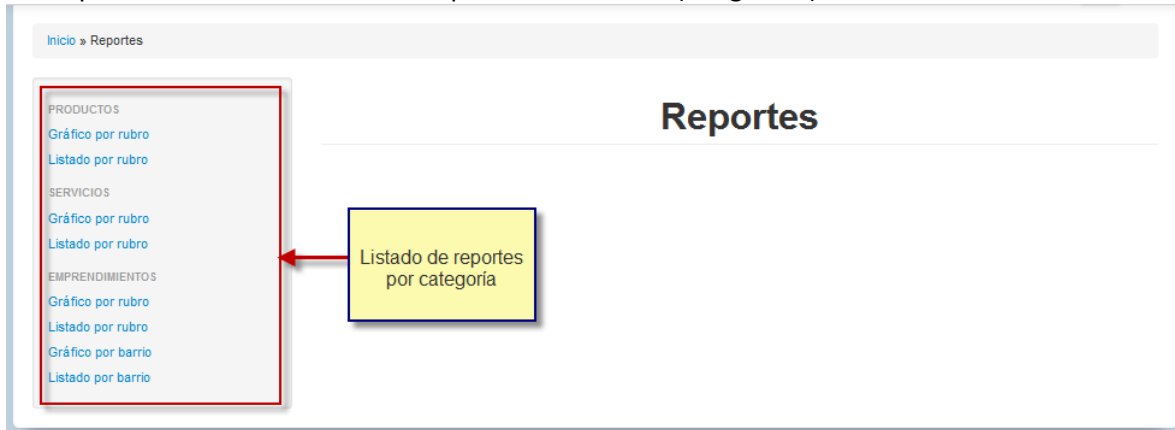 Inicio » Reportes
PRODUCTOS
Gráfico por rubro
Listado por rubro
SERVICIOS
Gráfico por rubro
Listado por rubro
EMPRENDIMIENTOS
Gráfico por rubro
Listado por rubro
Gráfico por barrio
Listado por barrio
Reportes
Listado de reportes
por categoría